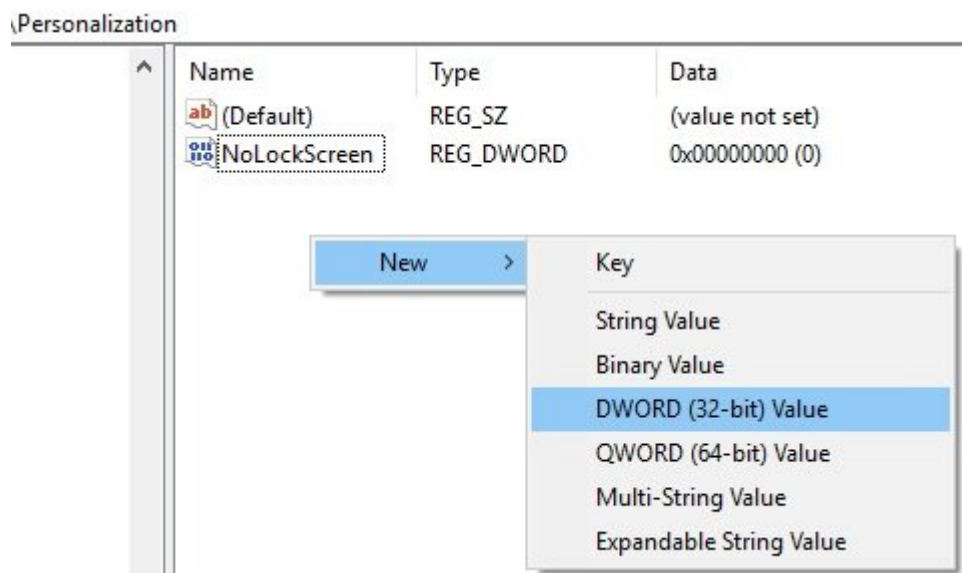 \Personalization
Name Type Data
ab (Default) REG_SZ (value not set)
NoLockScreen REG_DWORD 0x00000000 (0)
New > Key
String Value
Binary Value
DWORD (32-bit) Value
QWORD (64-bit) Value
Multi-String Value
Expandable String Value